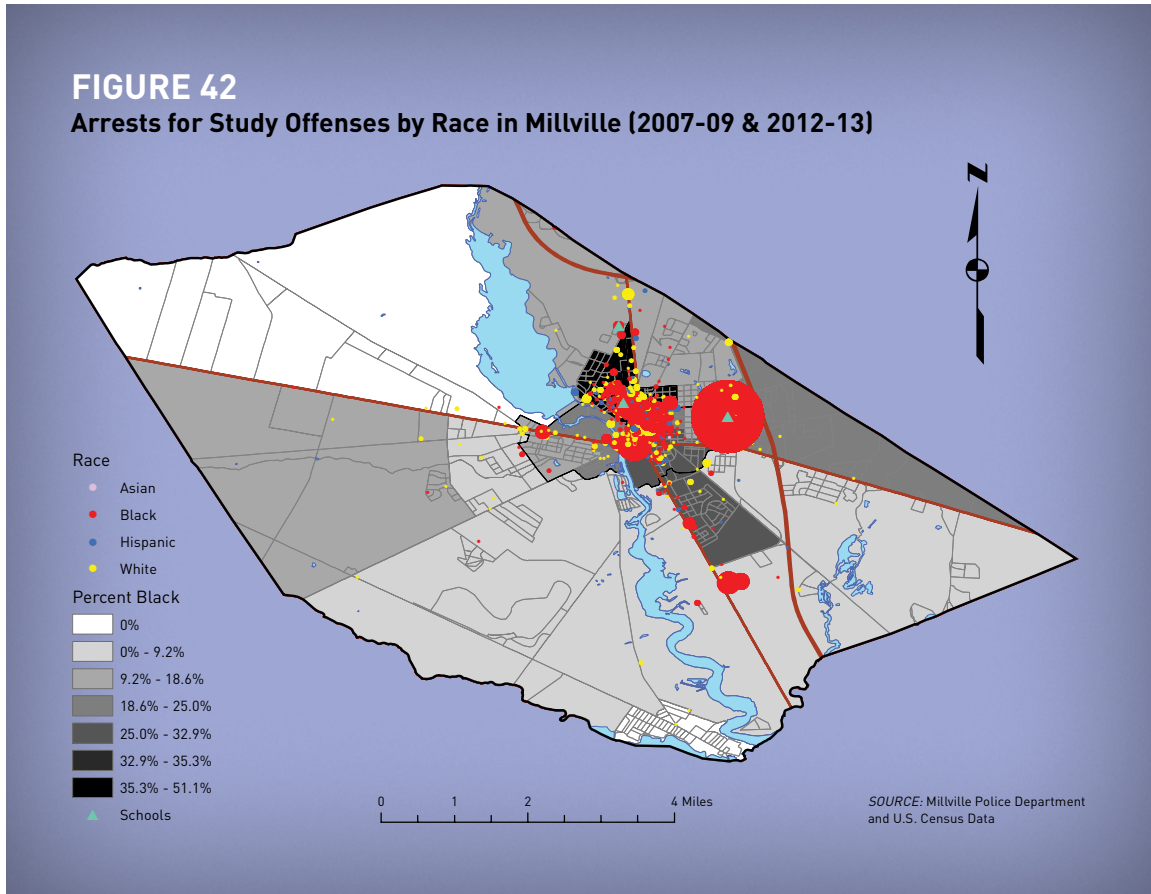 FIGURE 42
Arrests for Study Offenses by Race in Millville (2007-09 & 2012-13)
N
Race
Asian
Black
Hispanic
White
Percent Black
0%
0% - 9.2%
9.2% - 18.6%
18.6% - 25.0%
25.0% - 32.9%
32.9% - 35.3%
35.3% - 51.1%
Schools
0 1 2 4 Miles
SOURCE: Millville Police Department
and U.S. Census Data